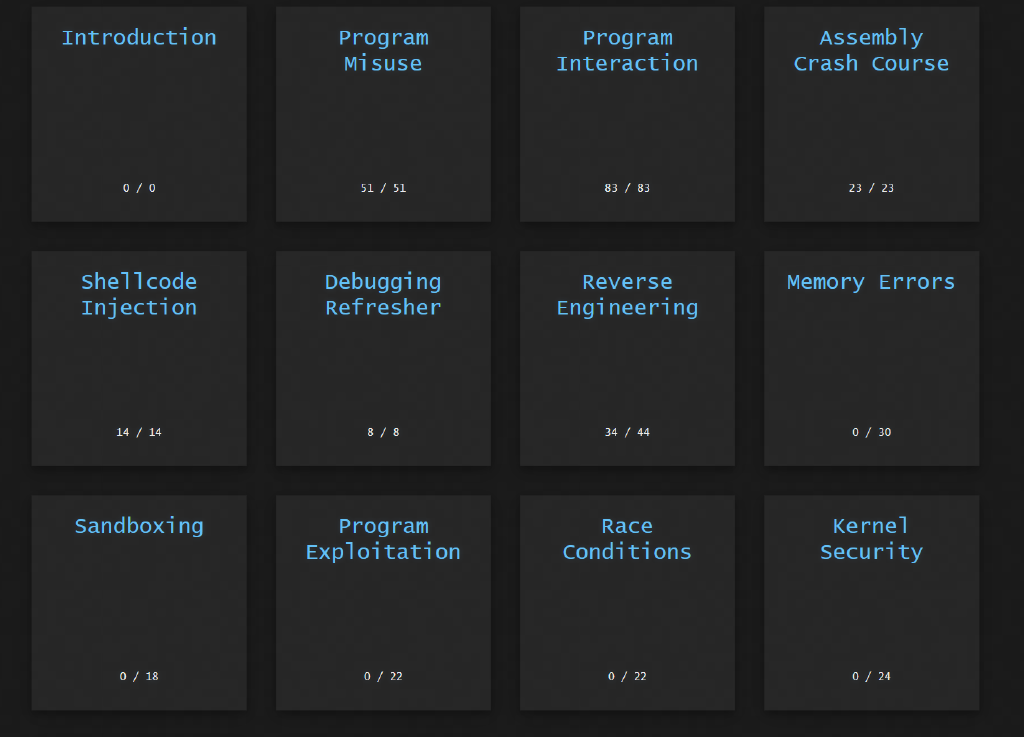 Introduction
0 / 0
Program
Misuse
51 / 51
Program
Interaction
83 / 83
Assembly
Crash Course
23 / 23
Shellcode
Injection
14 / 14
Debugging
Refresher
8 / 8
Reverse
Engineering
34 / 44
Memory Errors
0 / 30
Sandboxing
0 / 18
Program
Exploitation
0 / 22
Race
Conditions
0 / 22
Kernel
Security
0 / 24